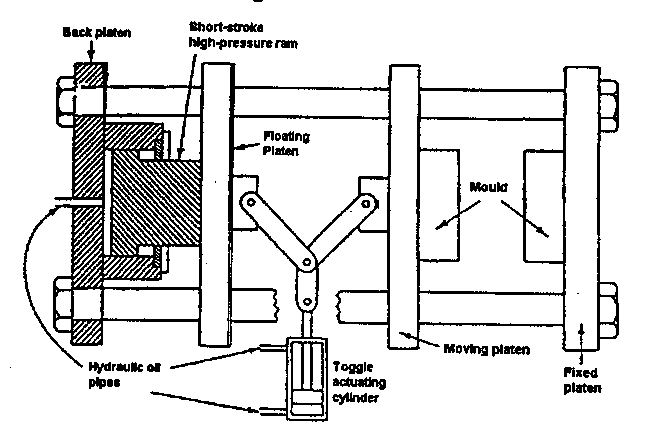 Short-stroke
high-pressure ram
Back platen
Floating
Platen
Mould
Moving platen
Fixed
platen
Hydraulic oil
pipes
Toggle
actuating
cylinder